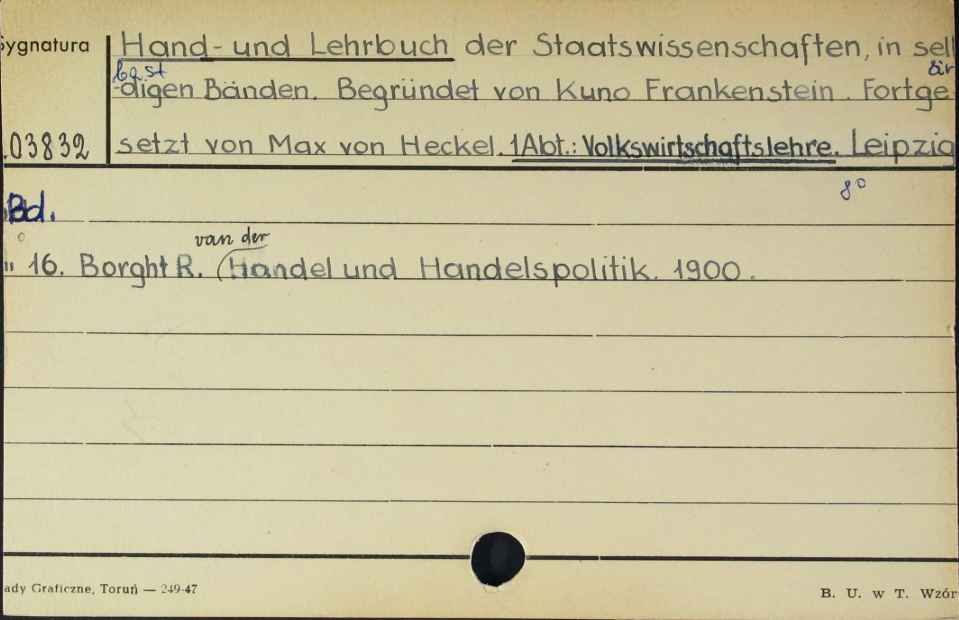 Sygnatura
Hand- und Lehrbuch der Staatswissenschaften, in sel
bst
digen Bänden. Begründet von Kuno Frankenstein. Fortge
.03832
setzt von Max von Heckel. 1Abt.: Volkswirtschaftslehre. Leipzig
8°
Bd.
van der
" 16. Borght R. (Handel und Handelspolitik. 1900.
ady Graficzne, Toruń — 249-47
B. U. w T. Wzór